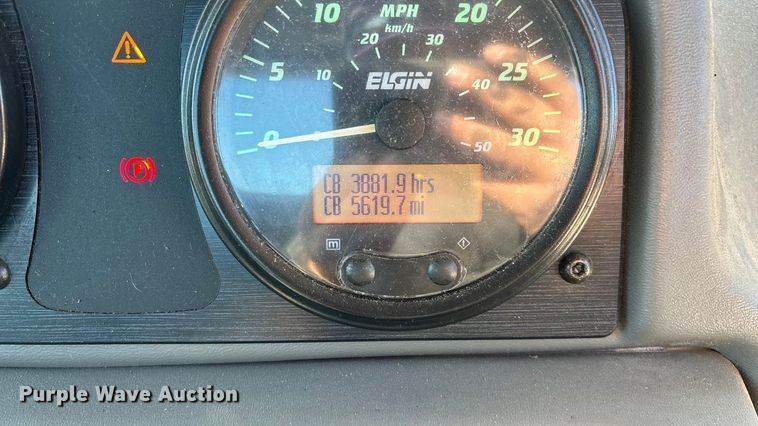 10 MPH 20
km/h
20 30
5 10 ELGIN 40 25
0 50 30
CB 3881.9 hrs
CB 5619.7 mi
m
P
Purple Wave Auction